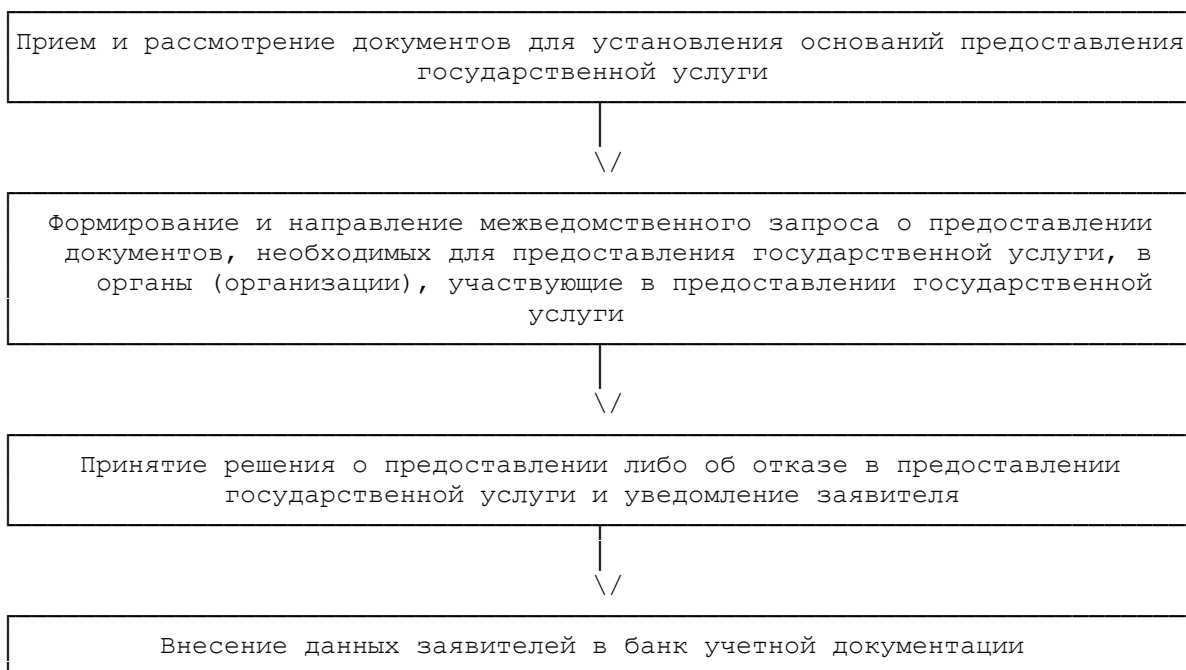 Прием и рассмотрение документов для установления оснований предоставления
государственной услуги
\/
Формирование и направление межведомственного запроса о предоставлении
документов, необходимых для предоставления государственной услуги, в
органы (организации), участвующие в предоставлении государственной
услуги
\/
Принятие решения о предоставлении либо об отказе в предоставлении
государственной услуги и уведомление заявителя
\/
Внесение данных заявителей в банк учетной документации